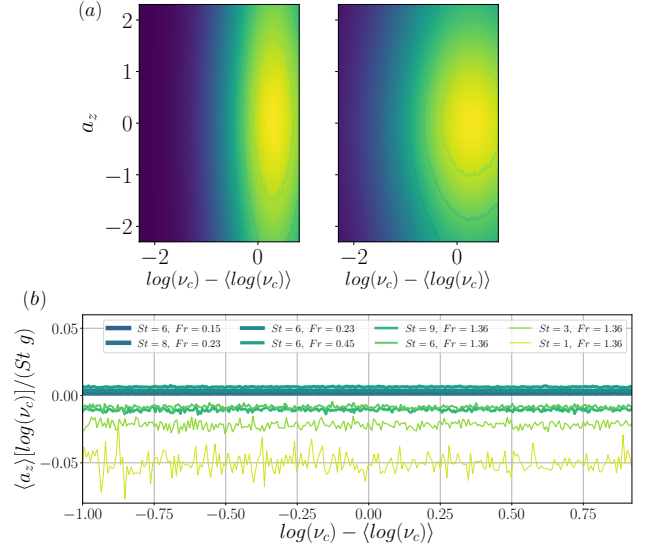 (a)
2
1
0
−1
−2
a_z
−2
0
−2
0
log(ν_c) − ⟨log(ν_c)⟩
log(ν_c) − ⟨log(ν_c)⟩
(b)
St = 6, Fr = 0.15
St = 6, Fr = 0.23
St = 9, Fr = 1.36
St = 3, Fr = 1.36
St = 8, Fr = 0.23
St = 6, Fr = 0.45
St = 6, Fr = 1.36
St = 1, Fr = 1.36
0.05
0.00
−0.05
⟨a_z⟩[log(ν_c)]/(St g)
−1.00
−0.75
−0.50
−0.25
0.00
0.25
0.50
0.75
log(ν_c) − ⟨log(ν_c)⟩